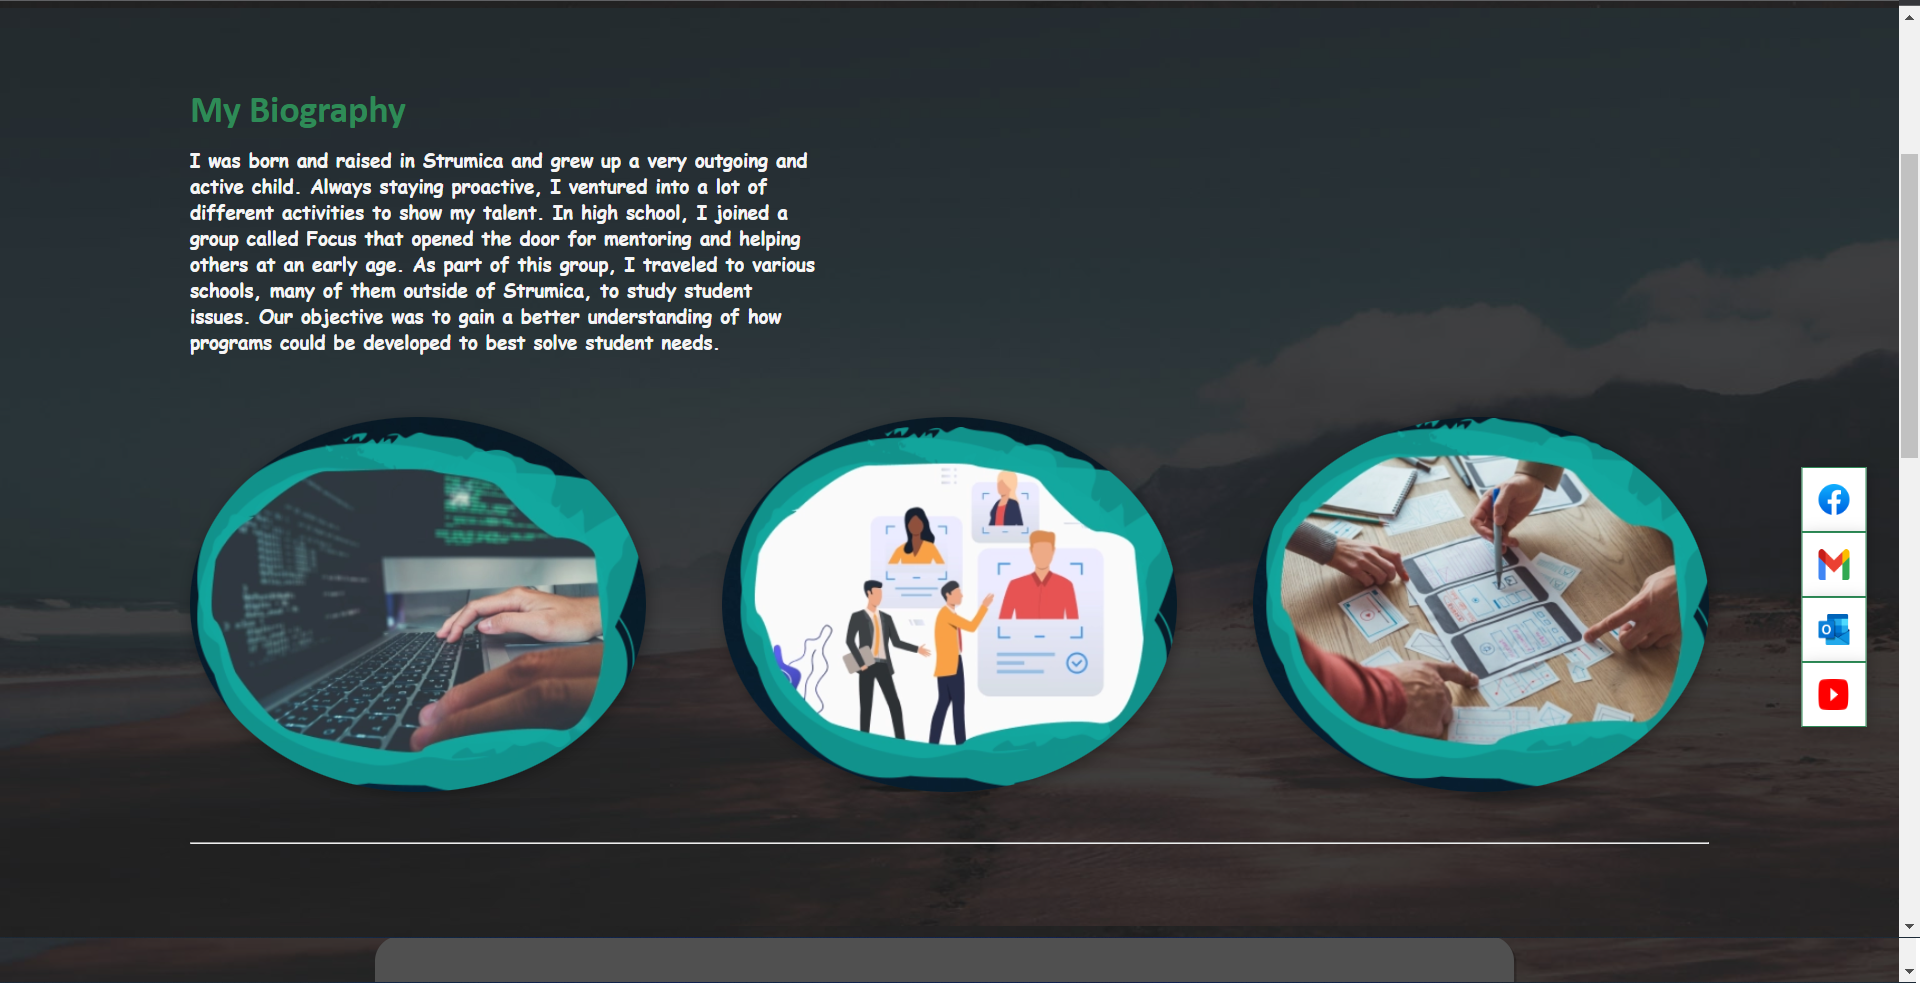 My Biography
I was born and raised in Strumica and grew up a very outgoing and
active child. Always staying proactive, I ventured into a lot of
different activities to show my talent. In high school, I joined a
group called Focus that opened the door for mentoring and helping
others at an early age. As part of this group, I traveled to various
schools, many of them outside of Strumica, to study student
issues. Our objective was to gain a better understanding of how
programs could be developed to best solve student needs.